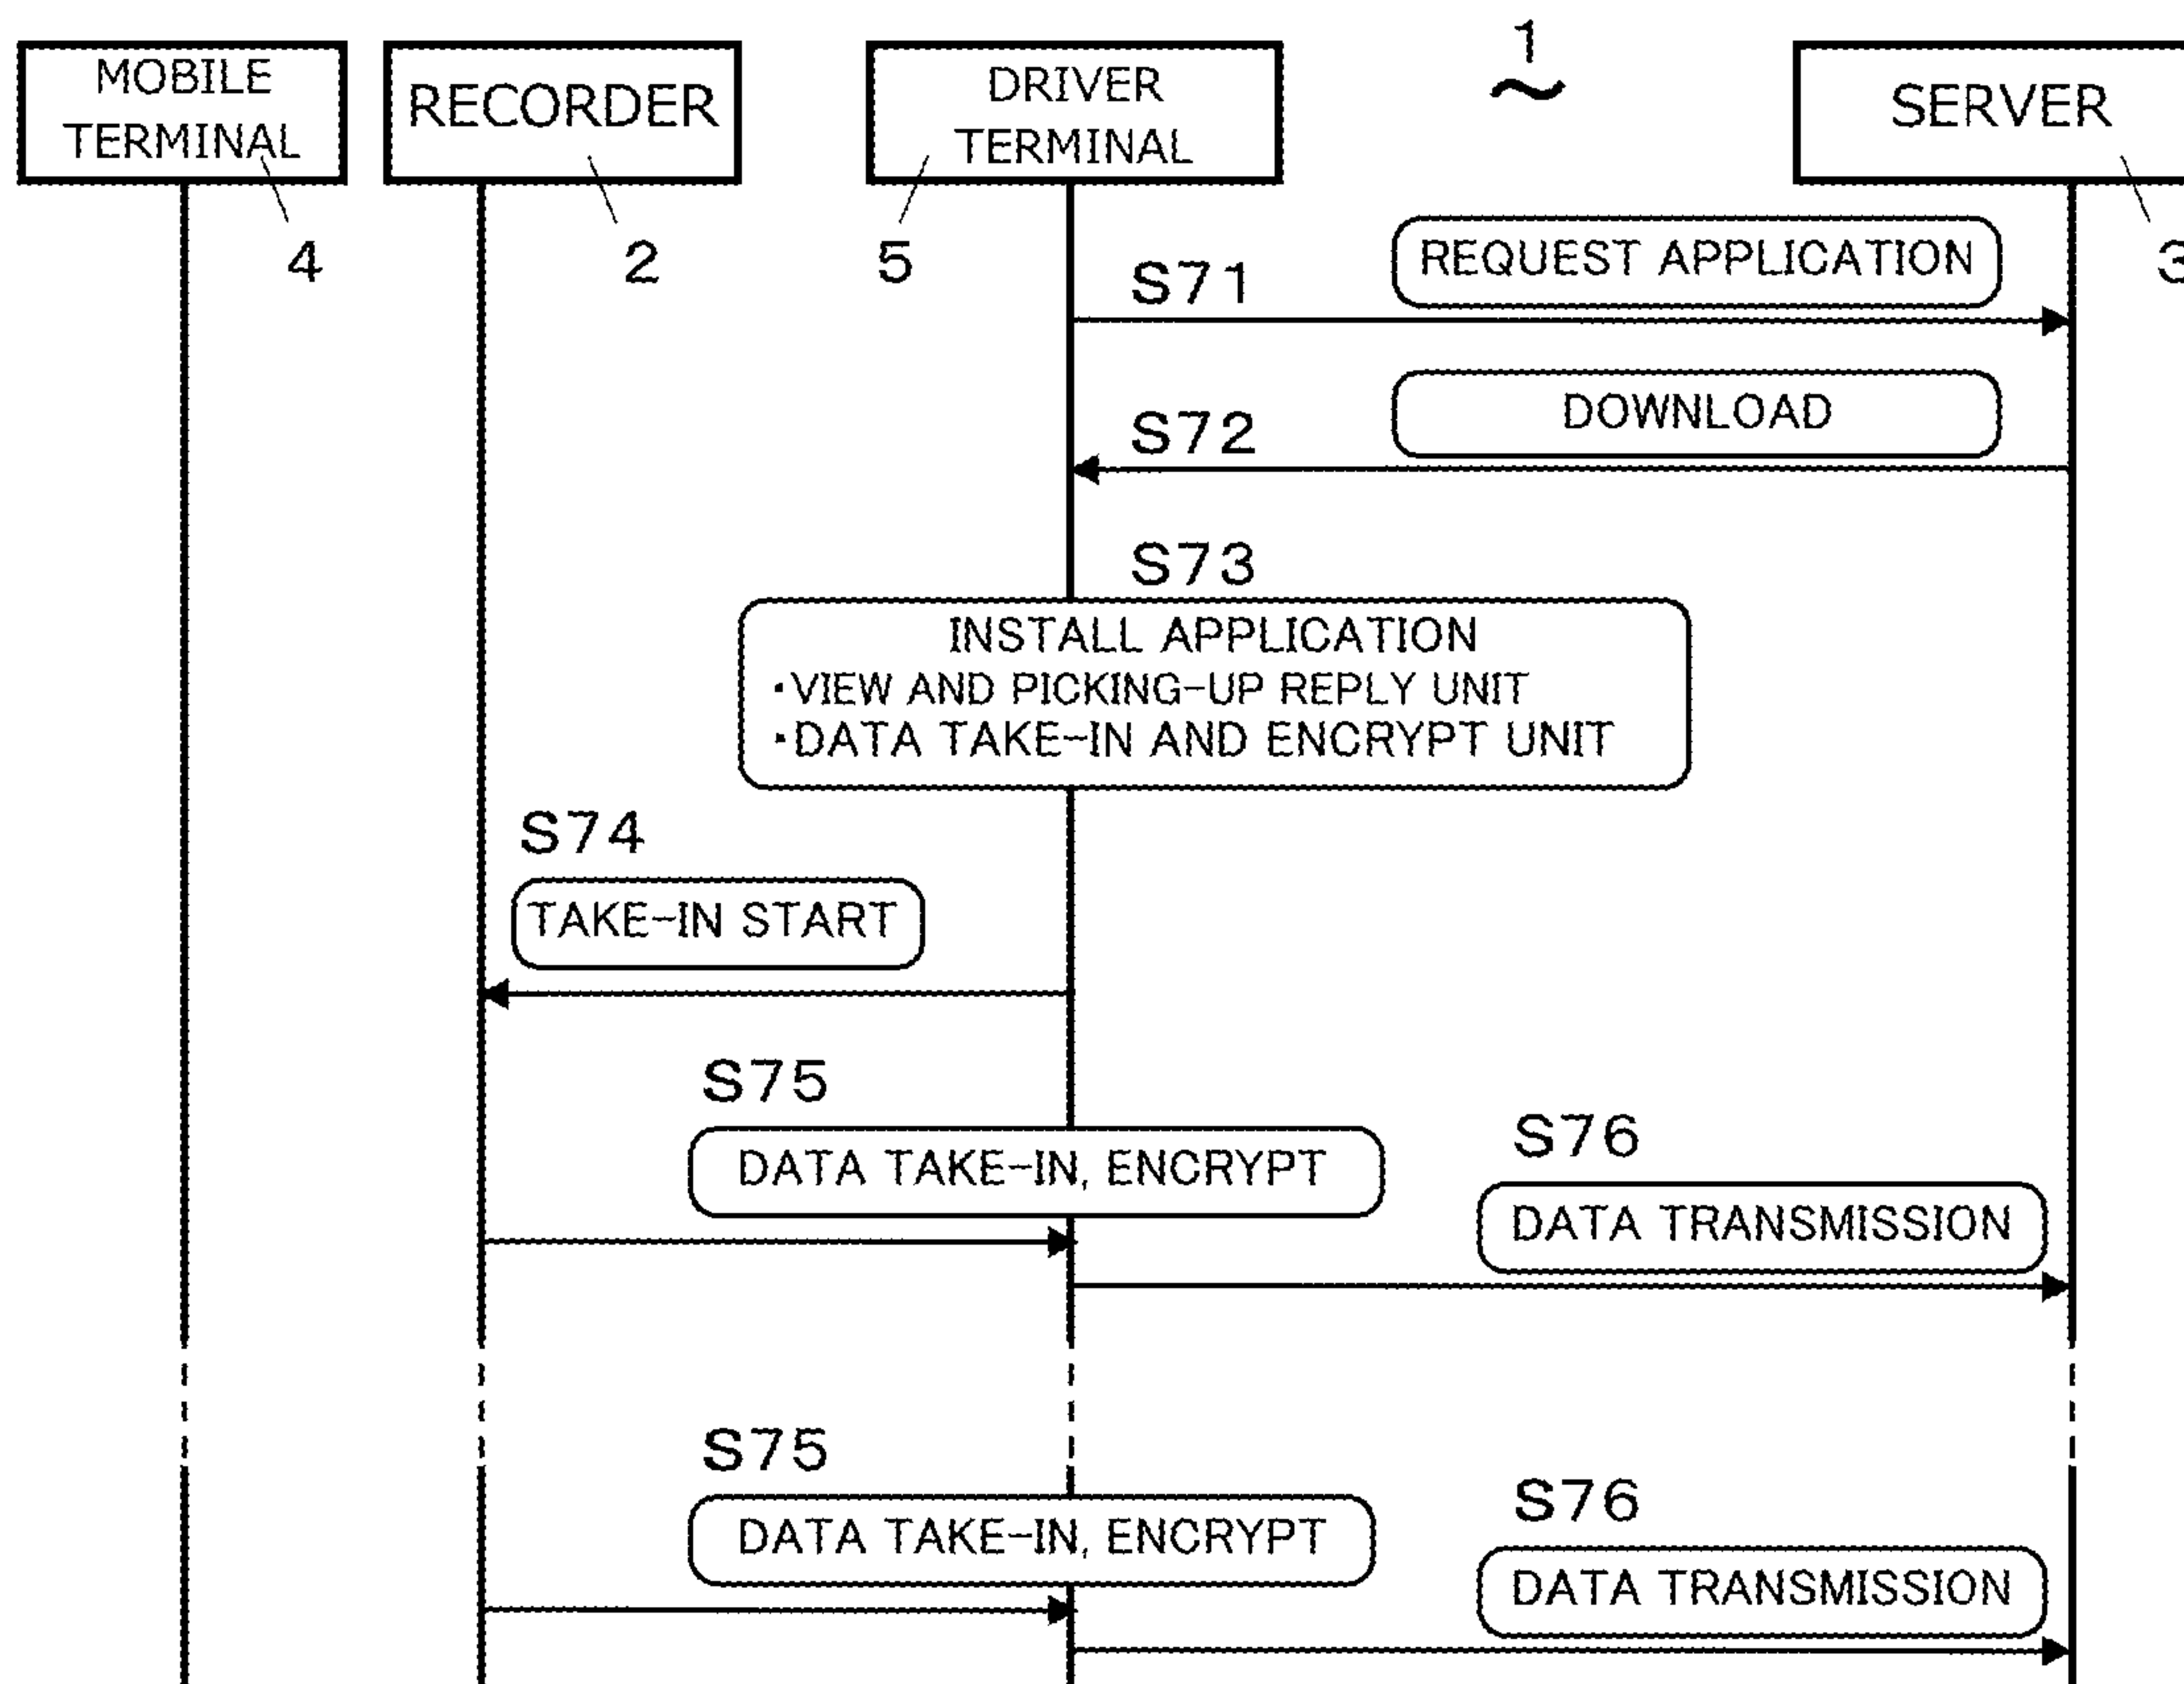 1
MOBILE
TERMINAL
RECORDER
DRIVER
TERMINAL
SERVER
4
2
5
3
REQUEST APPLICATION
S71
DOWNLOAD
S72
S73
INSTALL APPLICATION
・VIEW AND PICKING-UP REPLY UNIT
・DATA TAKE-IN AND ENCRYPT UNIT
S74
TAKE-IN START
S75
DATA TAKE-IN, ENCRYPT
S76
DATA TRANSMISSION
S75
DATA TAKE-IN, ENCRYPT
S76
DATA TRANSMISSION